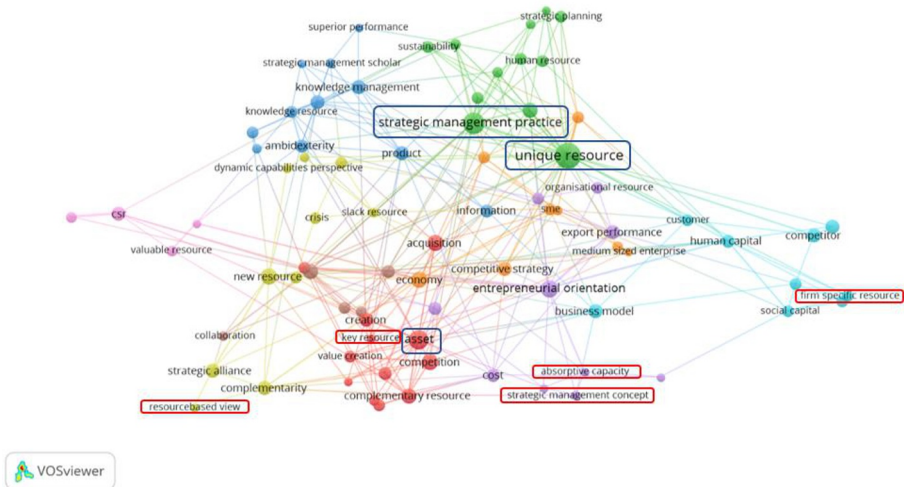 strategic planning
superior performance
sustainability
strategic management scholar
human resource
knowledge management
knowledge resource
strategic management practice
ambidexterity
product
unique resource
dynamic capabilities perspective
organisational resource
csr
crisis
slack resource
information
sme
customer
export performance
competitor
valuable resource
acquisition
human capital
medium sized enterprise
new resource
economy
competitive strategy
entrepreneurial orientation
firm specific resource
creation
business model
social capital
collaboration
key resource
asset
value creation
competition
strategic alliance
cost
absorptive capacity
complementarity
complementary resource
strategic management concept
resourcebased view
VOSviewer